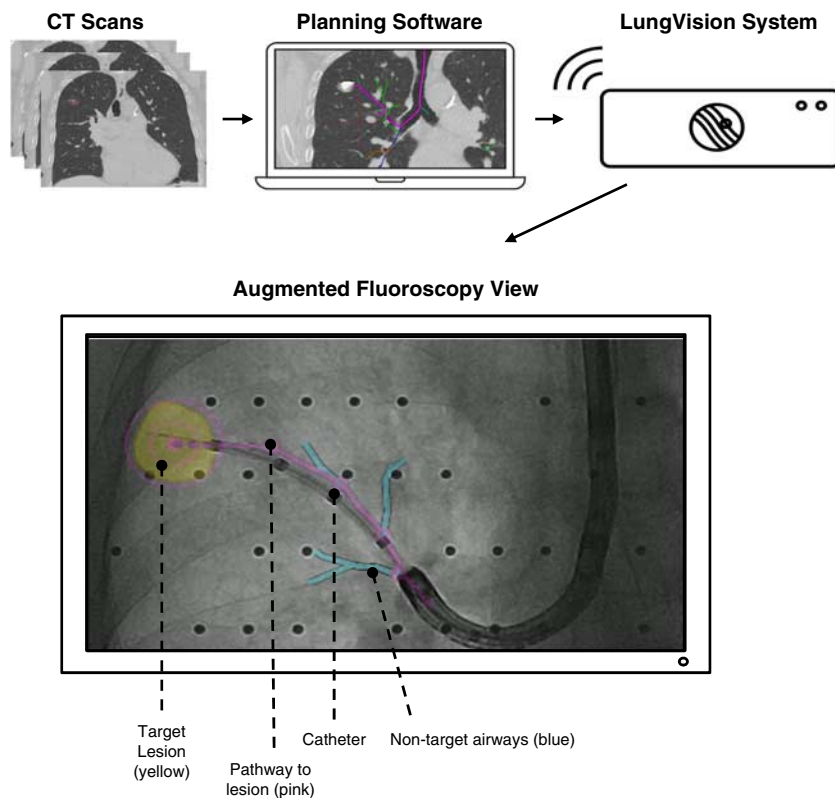 CT Scans
Planning Software
LungVision System
Augmented Fluoroscopy View
Target
Lesion
(yellow)
Pathway to
lesion (pink)
Catheter
Non-target airways (blue)